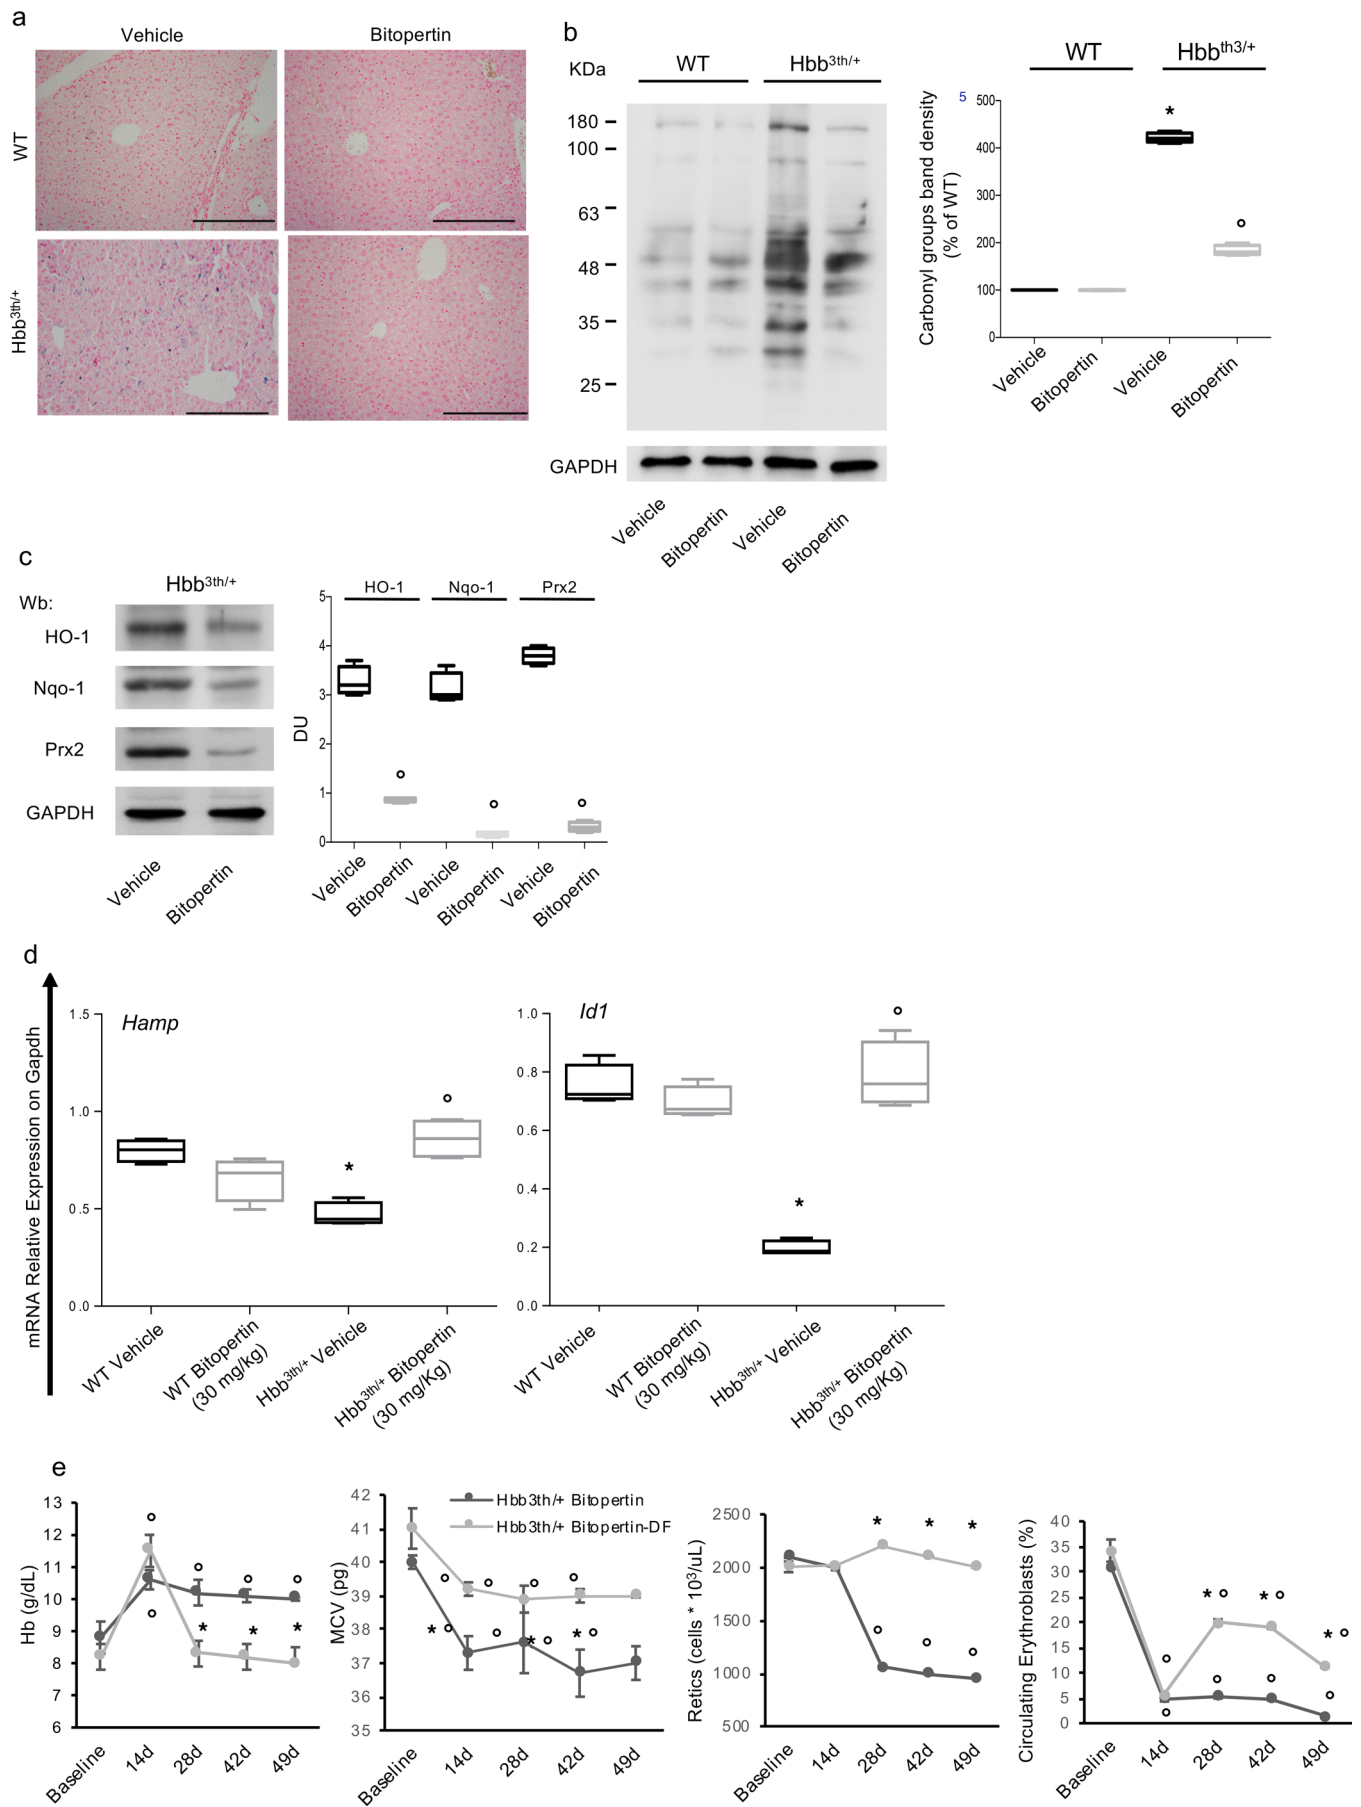 a
Vehicle
Bitopertin
WT
Hbb3th/+
b
KDa
WT
Hbb3th/+
180
100
63
48
35
25
GAPDH
Vehicle
Bitopertin
Vehicle
Bitopertin
WT
Hbbth3/+
5
Carbonyl groups band density
(% of WT)
500
400
300
200
100
0
*
Vehicle
Bitopertin
Vehicle
Bitopertin
c
Hbb3th/+
Wb:
HO-1
Nqo-1
Prx2
GAPDH
Vehicle
Bitopertin
HO-1
Nqo-1
Prx2
DU
5
4
3
2
1
0
Vehicle
Bitopertin
Vehicle
Bitopertin
Vehicle
Bitopertin
d
mRNA Relative Expression on Gapdh
Hamp
1.5
1.0
0.5
0.0
*
WT Vehicle
WT Bitopertin
(30 mg/kg)
Hbb3th/+ Vehicle
Hbb3th/+ Bitopertin
(30 mg/Kg)
Id1
1.0
0.8
0.6
0.4
0.2
0.0
*
WT Vehicle
WT Bitopertin
(30 mg/kg)
Hbb3th/+ Vehicle
Hbb3th/+ Bitopertin
(30 mg/Kg)
e
Hb (g/dL)
13
12
11
10
9
8
7
6
* * *
Baseline
14d
28d
42d
49d
MCV (pg)
42
41
40
39
38
37
36
35
Hbb3th/+ Bitopertin
Hbb3th/+ Bitopertin-DF
* * *
Baseline
14d
28d
42d
49d
Retics (cells * 103/uL)
2500
2000
1500
1000
500
* * *
Baseline
14d
28d
42d
49d
Circulating Erythroblasts (%)
40
35
30
25
20
15
10
5
0
* * *
Baseline
14d
28d
42d
49d